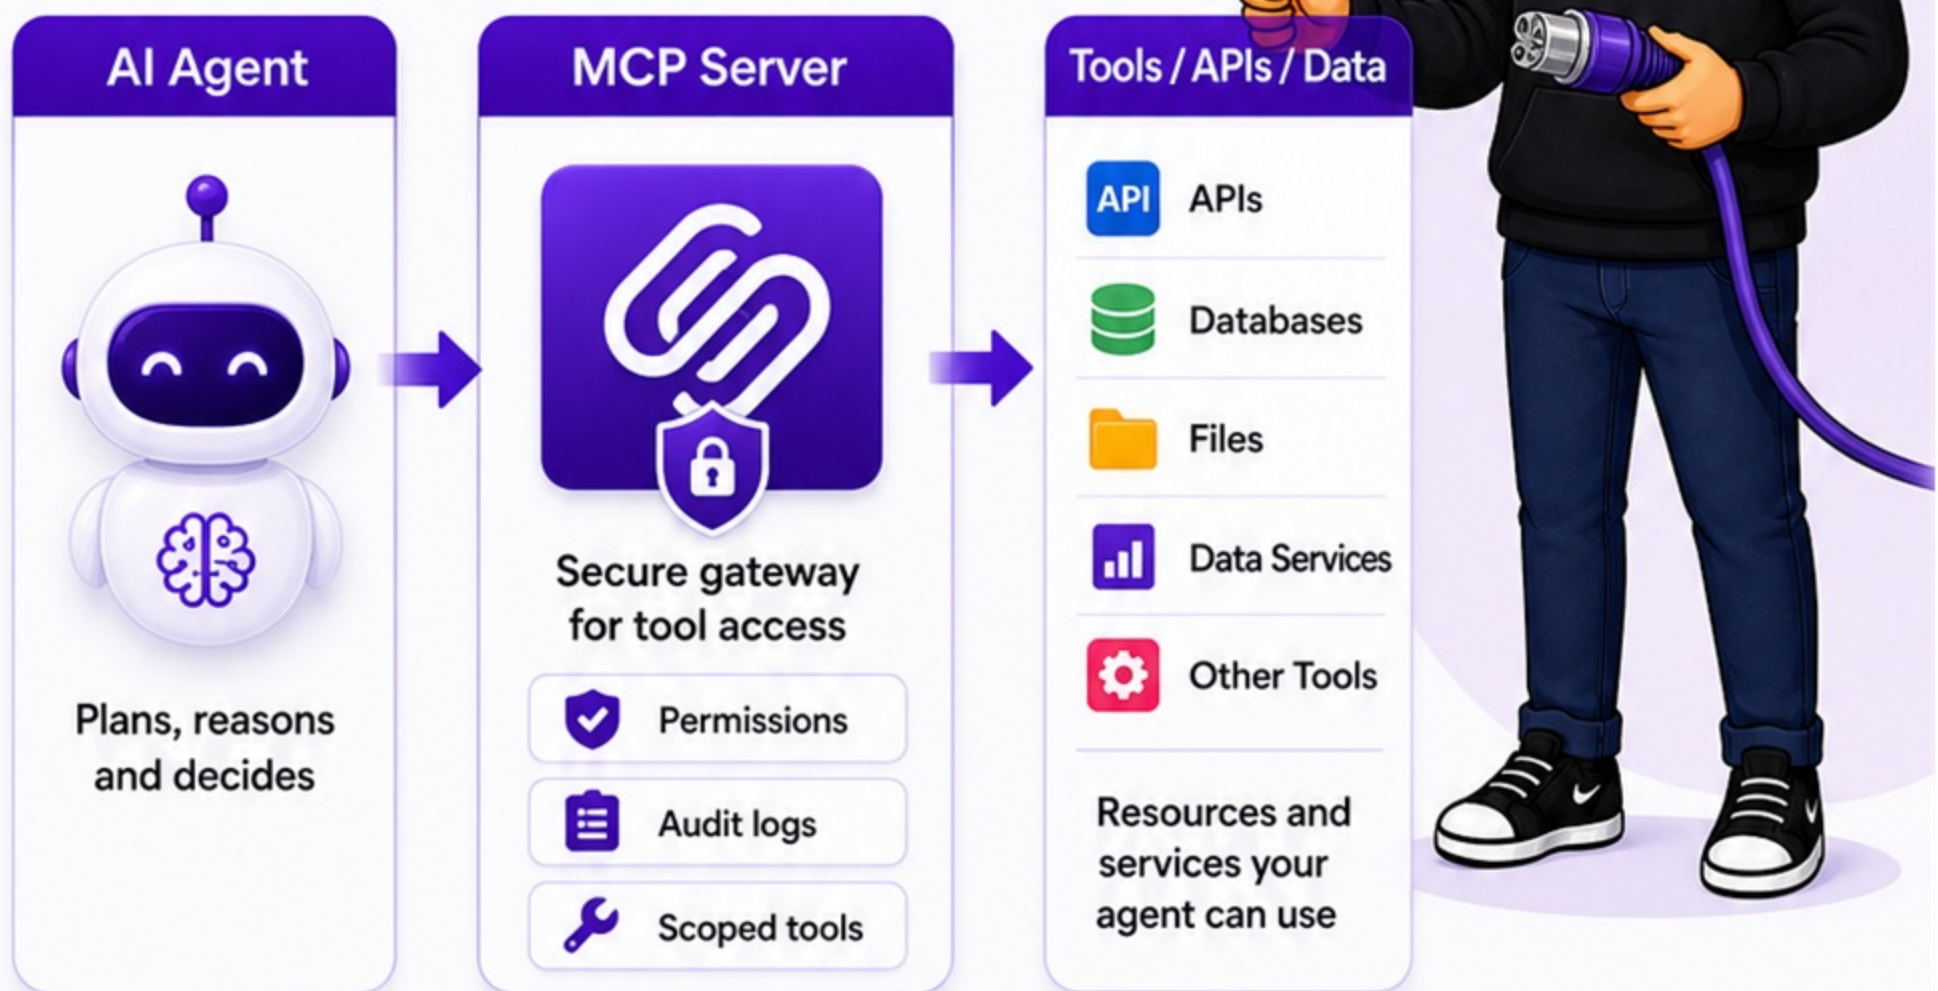 AI Agent
Plans, reasons
and decides
MCP Server
Secure gateway
for tool access
Permissions
Audit logs
Scoped tools
Tools / APIs / Data
API
APIs
Databases
Files
Data Services
Other Tools
Resources and
services your
agent can use